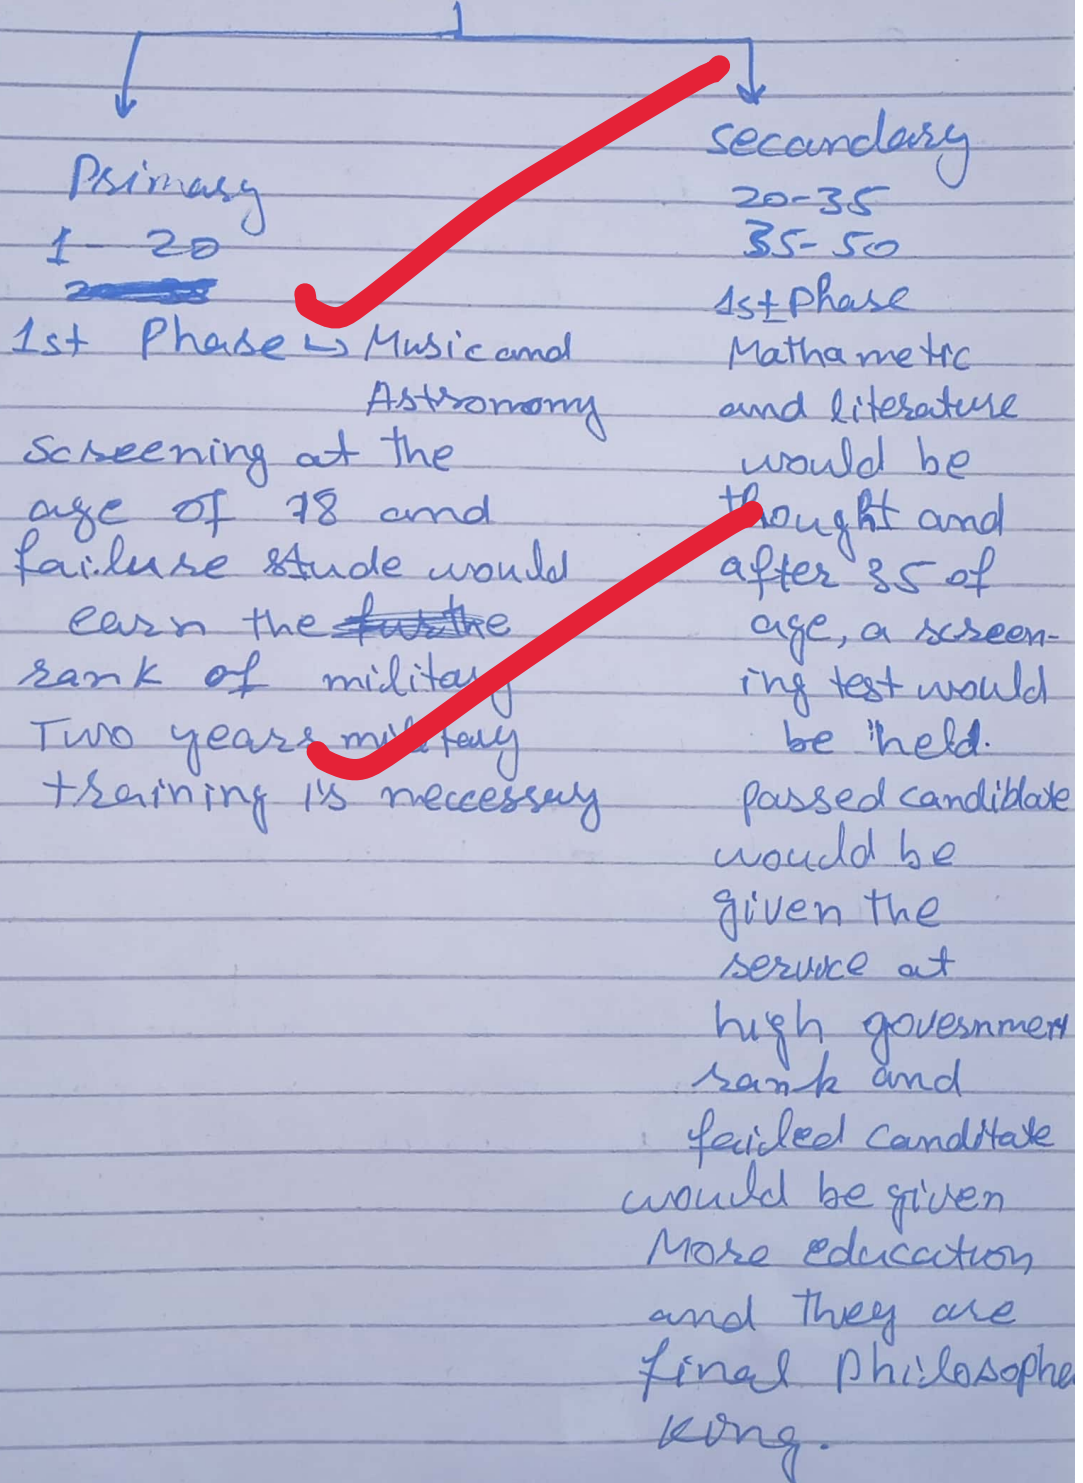 Primary
1 - 20
1st Phase ↳ Music and
Astronomy
Screening at the
age of 18 and
failure stude would
earn the
rank of military
Two years military
training is neccessay
secandary
20-35
35-50
1st Phase
Mathametic
and literature
would be
thought and
after 35 of
age, a screen-
ing test would
be held.
passed candiblate
would be
given the
service at
high government
rank and
failed canditate
would be given
More education
and they are
final Philosophe
King.